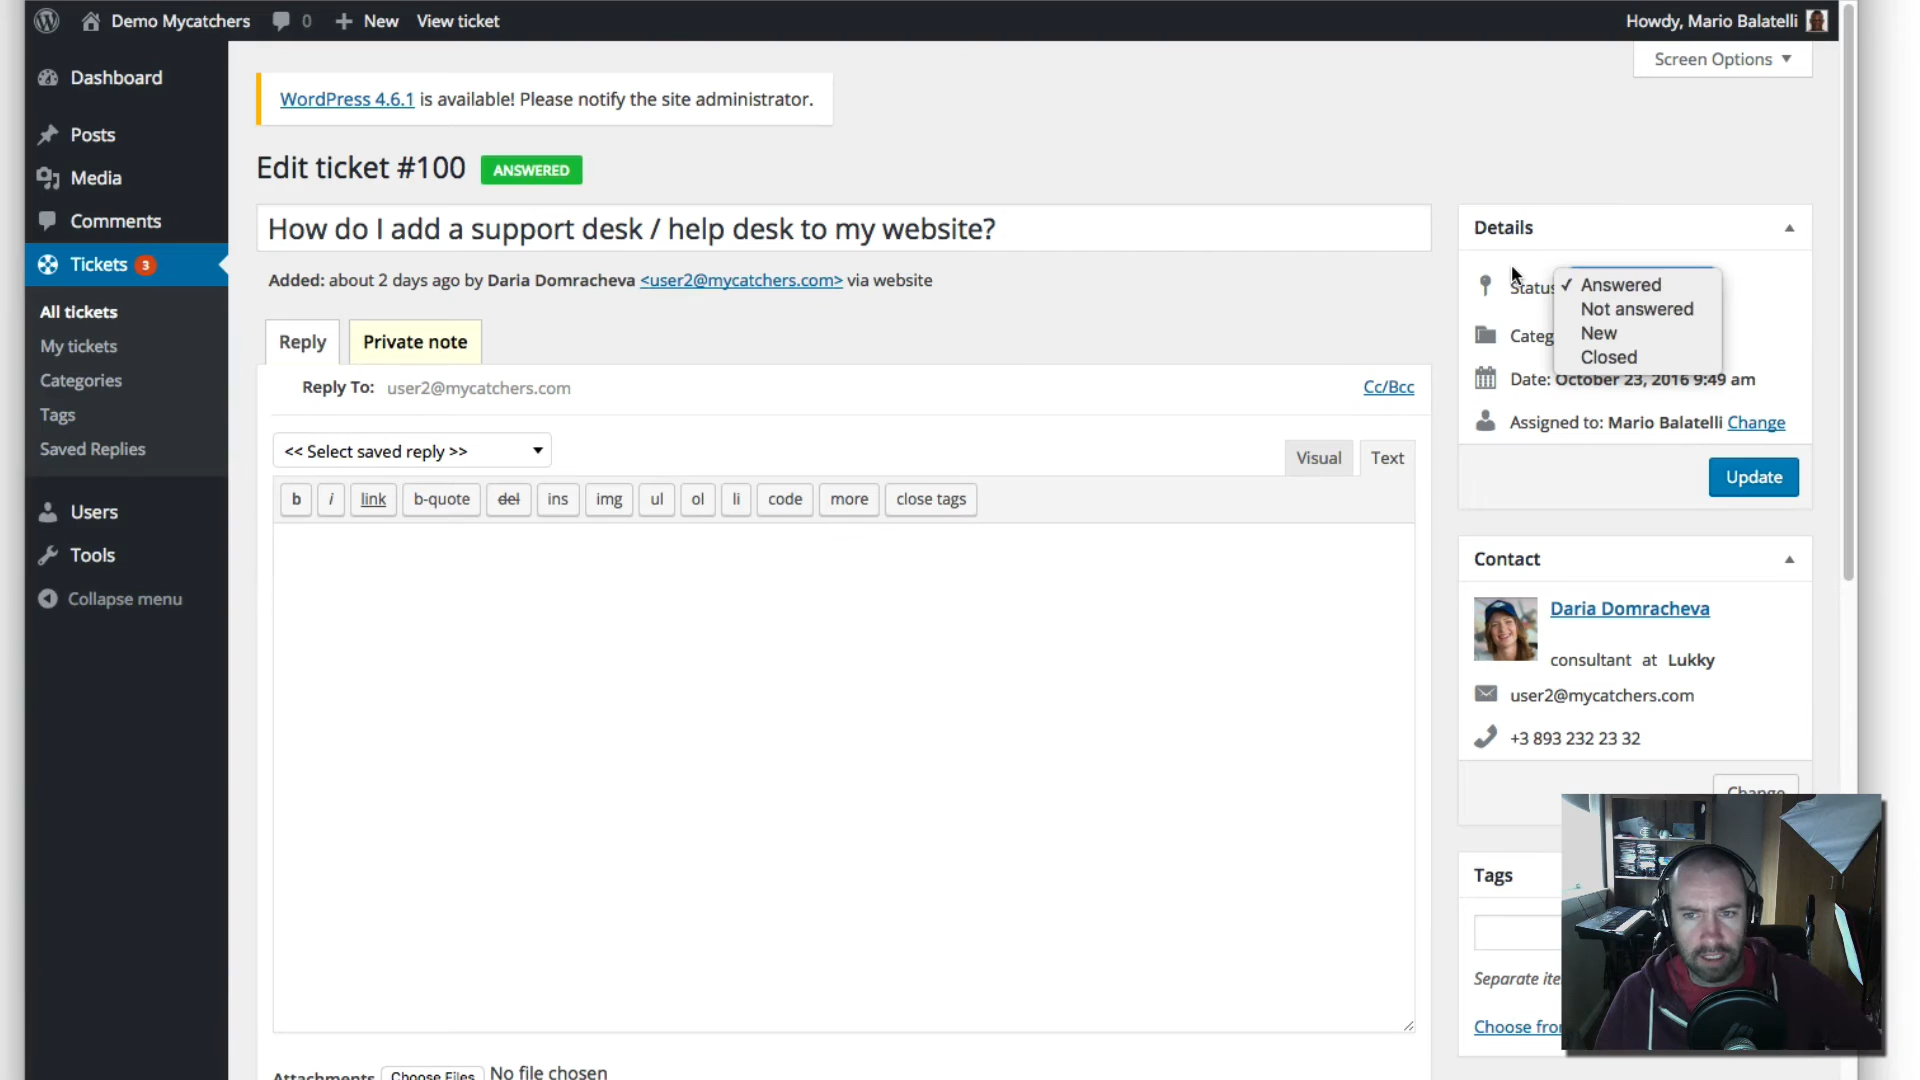 Demo Mycatchers 0 New View ticket Howdy, Mario Balatelli
Screen Options
Dashboard
Posts
Media
Comments
Tickets 3
All tickets
My tickets
Categories
Tags
Saved Replies
Users
Tools
Collapse menu
WordPress 4.6.1 is available! Please notify the site administrator.
Edit ticket #100 ANSWERED
How do I add a support desk / help desk to my website?
Added: about 2 days ago by Daria Domracheva <user2@mycatchers.com> via website
Reply Private note
Reply To: user2@mycatchers.com Cc/Bcc
<< Select saved reply >> Visual Text
b i link b-quote del ins img ul ol li code more close tags
Attachments Choose Files No file chosen
Details
Status
✓ Answered
Not answered
New
Closed
Categ
Date: October 23, 2016 9:49 am
Assigned to: Mario Balatelli Change
Update
Contact
Daria Domracheva
consultant at Lukky
user2@mycatchers.com
+3 893 232 23 32
Change
Tags
Separate ite
Choose fro